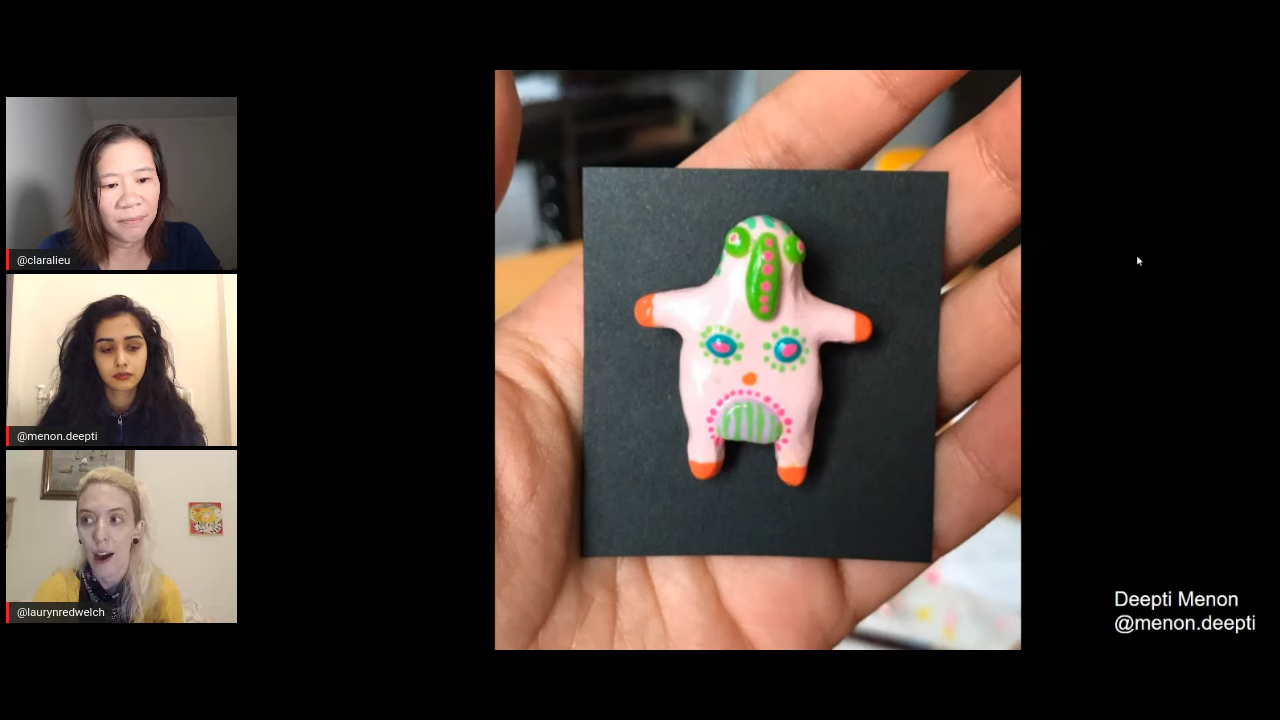 @claralieu
@menon.deepti
@laurynredwelch
Deepti Menon
@menon.deepti